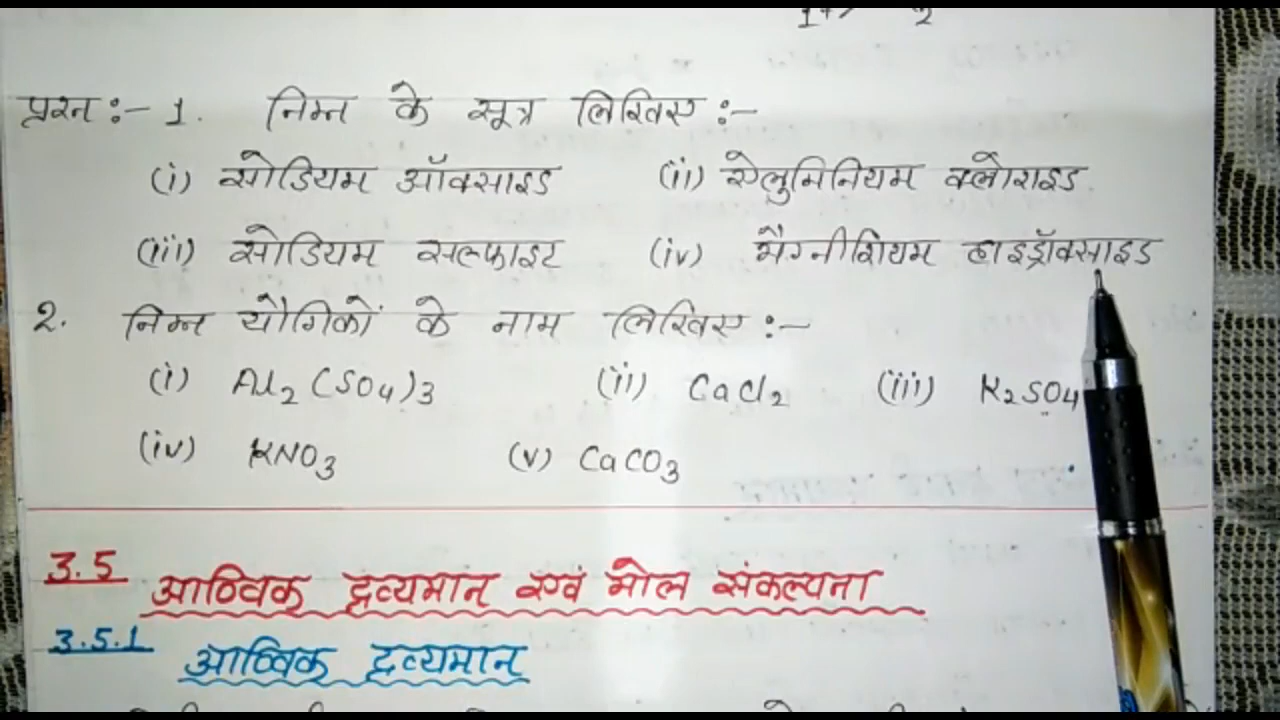 प्रश्न :- 1. निम्न के सूत्र लिखिए :-
(i) सोडियम ऑक्साइड (ii) ऐलुमिनियम क्लोराइड
(iii) सोडियम सल्फाइट (iv) मैग्नीशियम हाइड्रॉक्साइड
2. निम्न यौगिकों के नाम लिखिए :-
(i) Al2(SO4)3 (ii) CaCl2 (iii) K2SO4
(iv) KNO3 (v) CaCO3
3.5 आण्विक द्रव्यमान एवं मोल संकल्पना
3.5.1 आण्विक द्रव्यमान